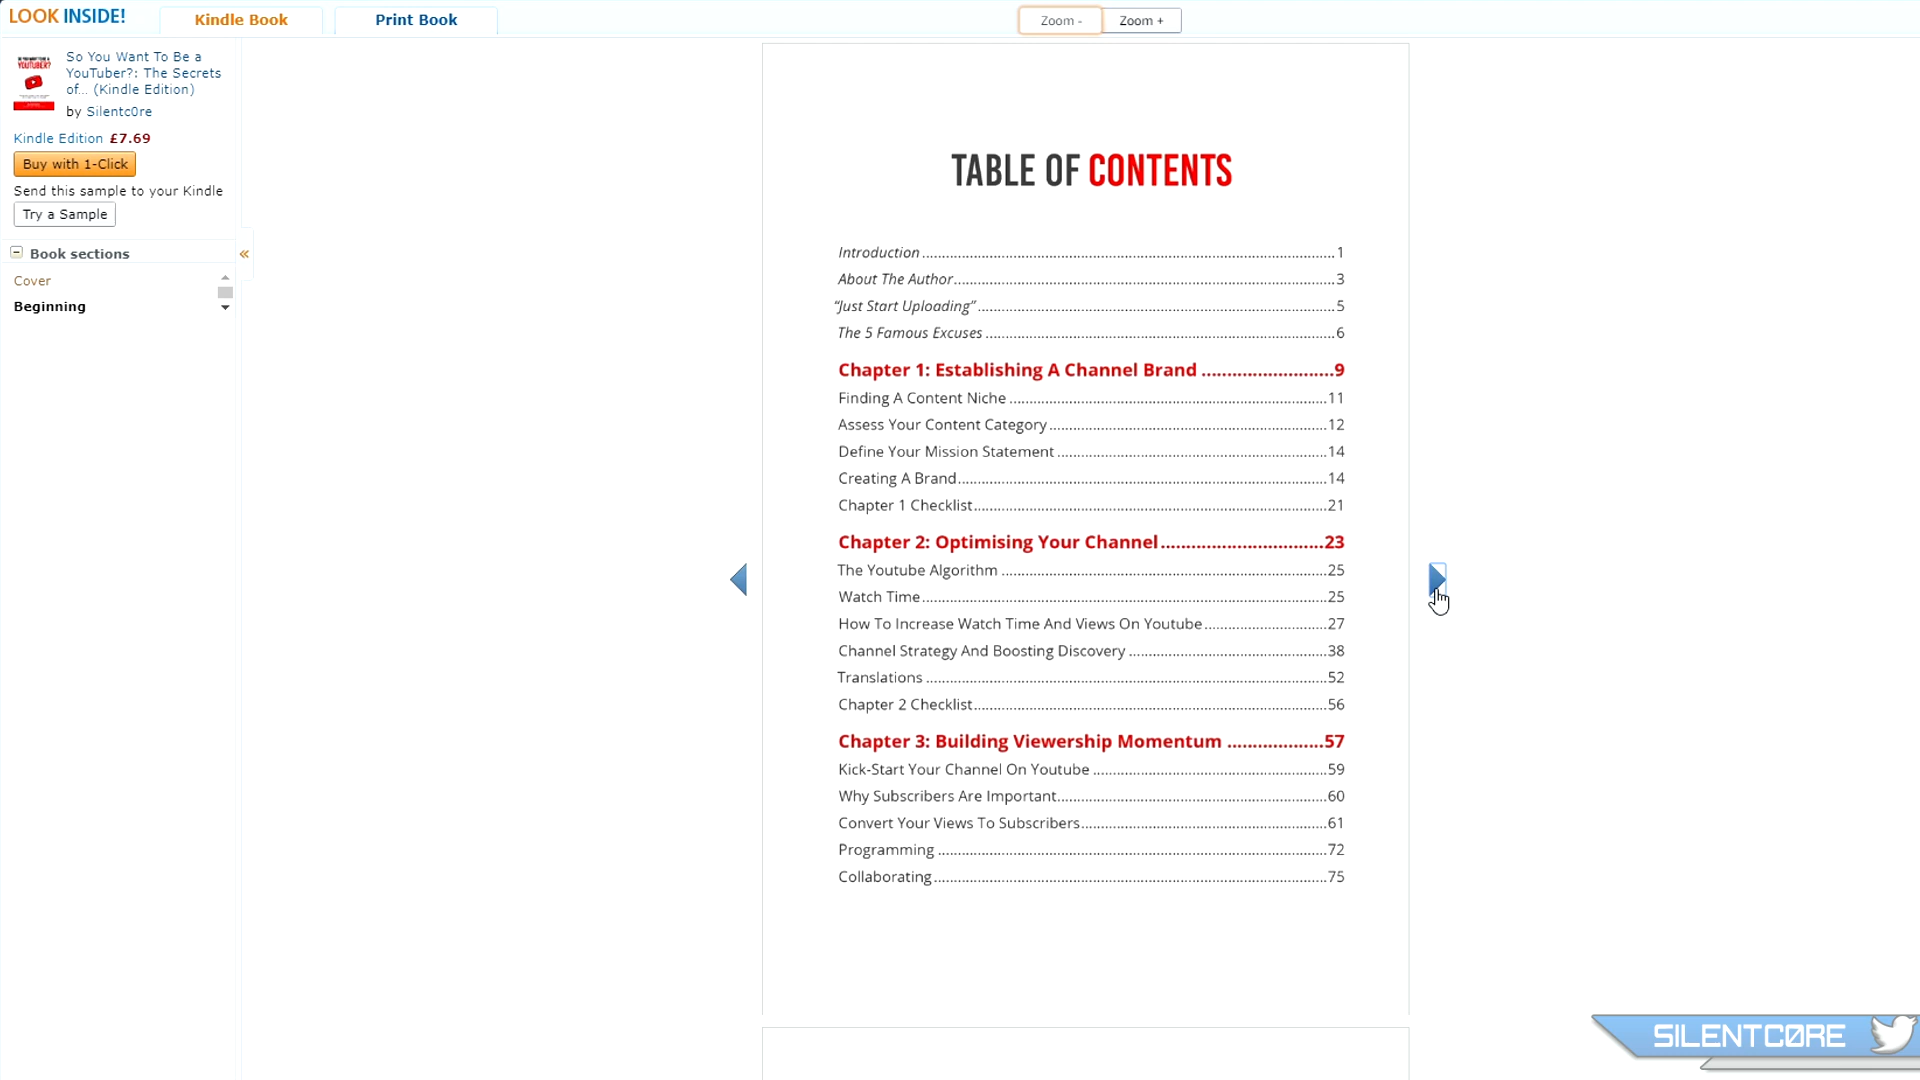 LOOK INSIDE!
Kindle Book
Print Book
Zoom -
Zoom +
So You Want To Be a
YouTuber?: The Secrets
of... (Kindle Edition)
by Silentc0re
Kindle Edition £7.69
Buy with 1-Click
Send this sample to your Kindle
Try a Sample
Book sections
«
Cover
Beginning
TABLE OF CONTENTS
Introduction ........ 1
About The Author ........ 3
“Just Start Uploading” ........ 5
The 5 Famous Excuses ........ 6
Chapter 1: Establishing A Channel Brand ........ 9
Finding A Content Niche ........ 11
Assess Your Content Category ........ 12
Define Your Mission Statement ........ 14
Creating A Brand ........ 14
Chapter 1 Checklist ........ 21
Chapter 2: Optimising Your Channel ........ 23
The Youtube Algorithm ........ 25
Watch Time ........ 25
How To Increase Watch Time And Views On Youtube ........ 27
Channel Strategy And Boosting Discovery ........ 38
Translations ........ 52
Chapter 2 Checklist ........ 56
Chapter 3: Building Viewership Momentum ........ 57
Kick-Start Your Channel On Youtube ........ 59
Why Subscribers Are Important ........ 60
Convert Your Views To Subscribers ........ 61
Programming ........ 72
Collaborating ........ 75
SILENTC0RE